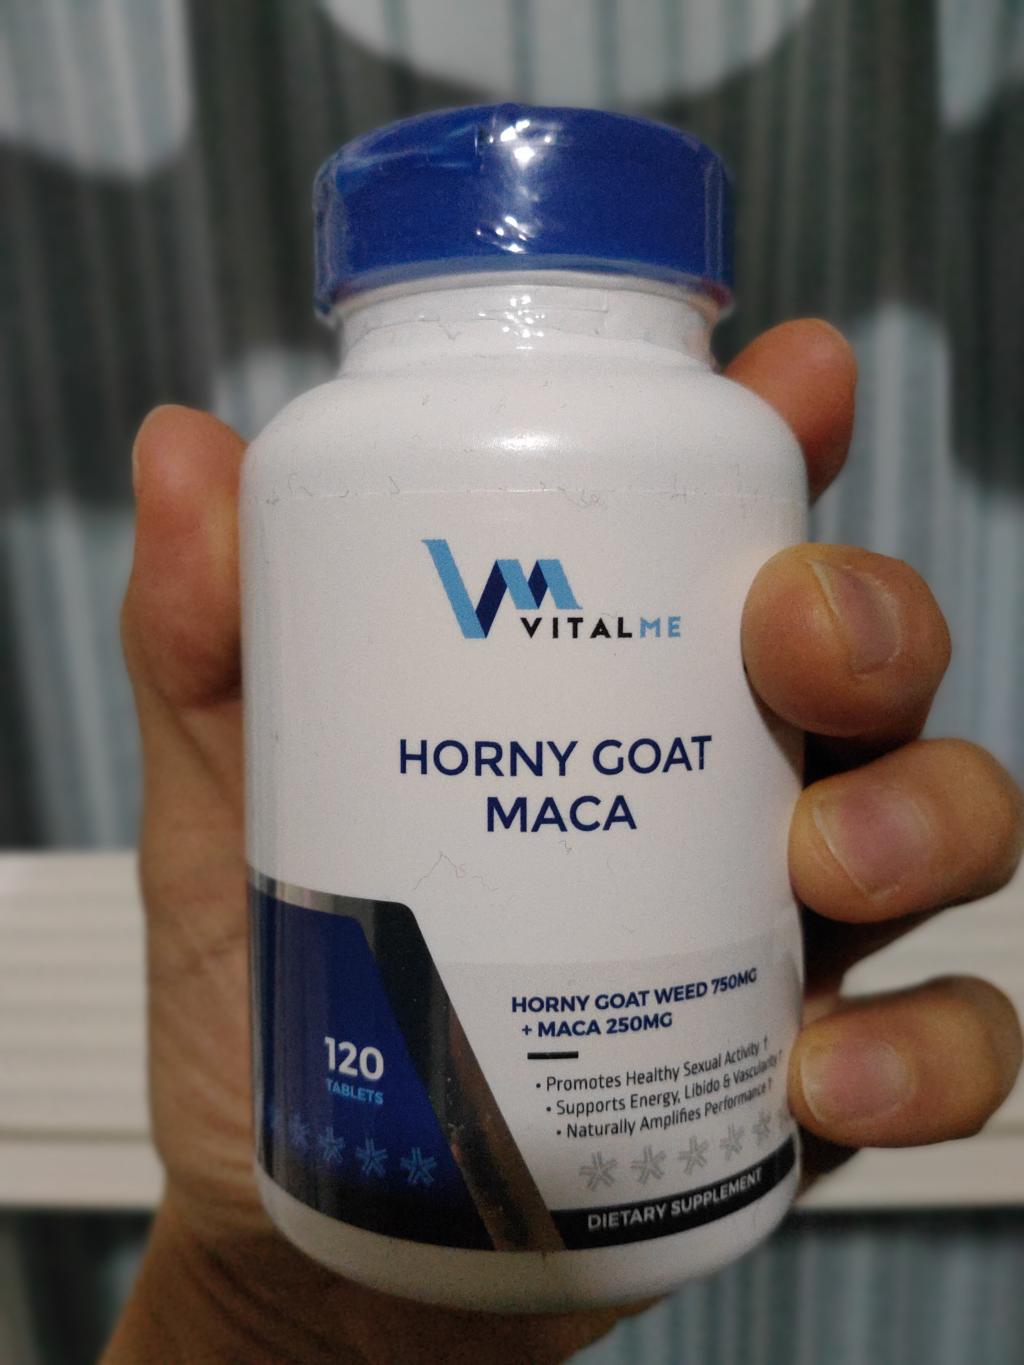 VITALME
HORNY GOAT
MACA
HORNY GOAT WEED 750MG
+ MACA 250MG
• Promotes Healthy Sexual Activity †
• Supports Energy, Libido & Vascularity †
• Naturally Amplifies Performance †
120
TABLETS
DIETARY SUPPLEMENT